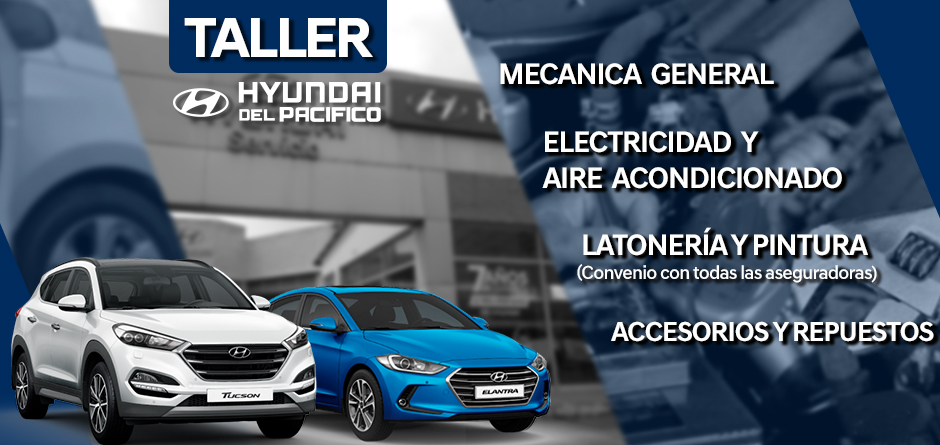 TALLER
HYUNDAI
DEL PACIFICO
MECANICA GENERAL
ELECTRICIDAD Y
AIRE ACONDICIONADO
LATONERÍA Y PINTURA
(Convenio con todas las aseguradoras)
ACCESORIOS Y REPUESTOS
TUCSON
ELANTRA